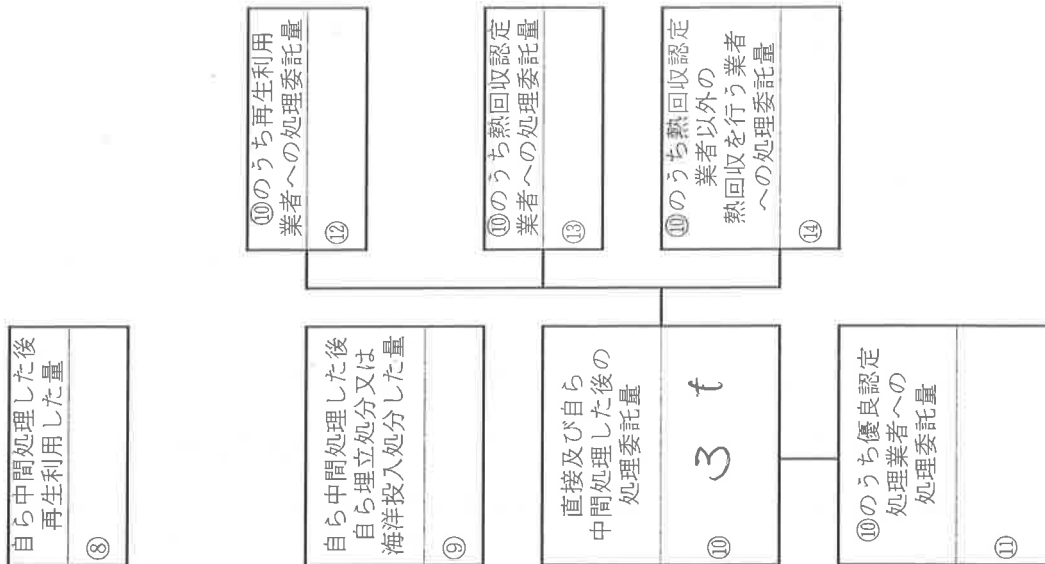 自ら中間処理した後
再生利用した量
⑧
自ら中間処理した後
自ら埋立処分又は
海洋投入処分した量
⑨
直接及び自ら
中間処理した後の
処理委託量
⑩
3 t
⑩のうち優良認定
処理業者への
処理委託量
⑪
⑩のうち再生利用
業者への処理委託量
⑫
⑩のうち熱回収認定
業者への処理委託量
⑬
⑩のうち熱回収認定
業者以外の
熱回収を行う業者
への処理委託量
⑭